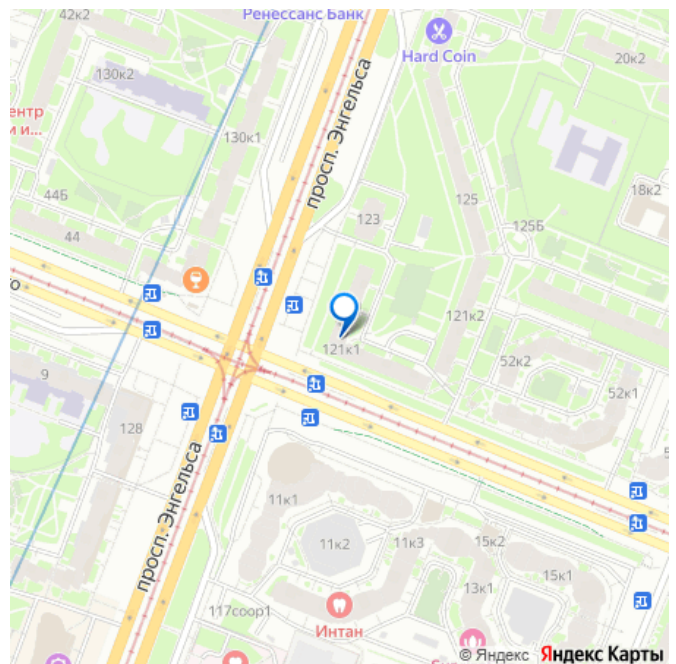 42к2
Ренессанс Банк
Hard Coin
20к2
130к2
ентр
и и...
130к1
просп. Энгельса
125
18к2
44Б
123
125Б
44
о
121к2
121к1
52к2
9
52к1
128
просп. Энгельса
11к1
11к2
11к3
15к2
13к1
15к1
117соор1
Интан
© Яндекс
Яндекс Карты